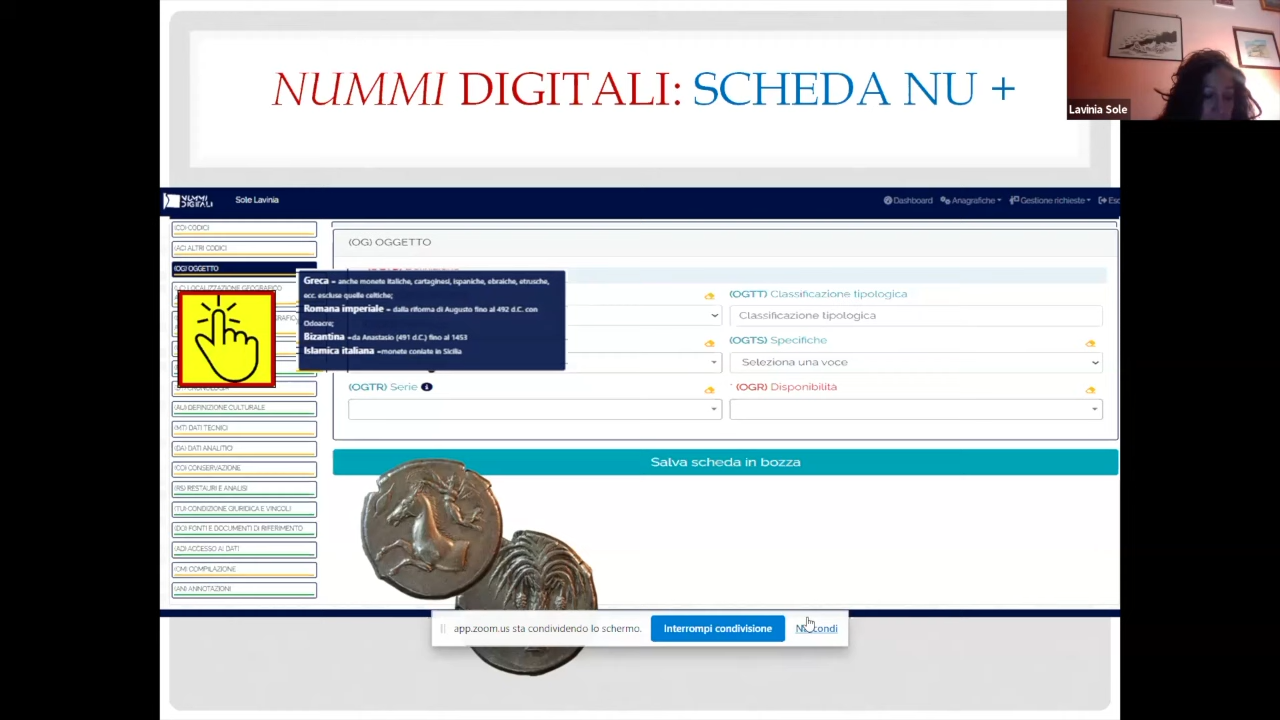 NUMMI DIGITALI: SCHEDA NU +
Lavinia Sole
NUMMI
DIGITALI
Sole Lavinia
Dashboard
Anagrafiche
Gestione richieste
(CD) CODICI
(AC) ALTRI CODICI
(OG) OGGETTO
(AU) DEFINIZIONE CULTURALE
(MT) DATI TECNICI
(DA) DATI ANALITICI
(CO) CONSERVAZIONE
(RS) RESTAURI E ANALISI
(TU) CONDIZIONE GIURIDICA E VINCOLI
(DO) FONTI E DOCUMENTI DI RIFERIMENTO
(AD) ACCESSO AI DATI
(CM) COMPILAZIONE
(AN) ANNOTAZIONI
(OG) OGGETTO
Greca = anche monete italiche, cartaginesi, ispaniche, ebraiche, etrusche,
ecc. escluse quelle celtiche;
Romana imperiale = dalla riforma di Augusto fino al 492 d.C. con
Odoacre;
Bizantina =da Anastasio (491 d.C.) fino al 1453
Islamica italiana =monete coniate in Sicilia
(OGTT) Classificazione tipologica
Classificazione tipologica
(OGTS) Specifiche
Seleziona una voce
(OGTR) Serie
* (OGR) Disponibilità
Salva scheda in bozza
app.zoom.us sta condividendo lo schermo.
Interrompi condivisione